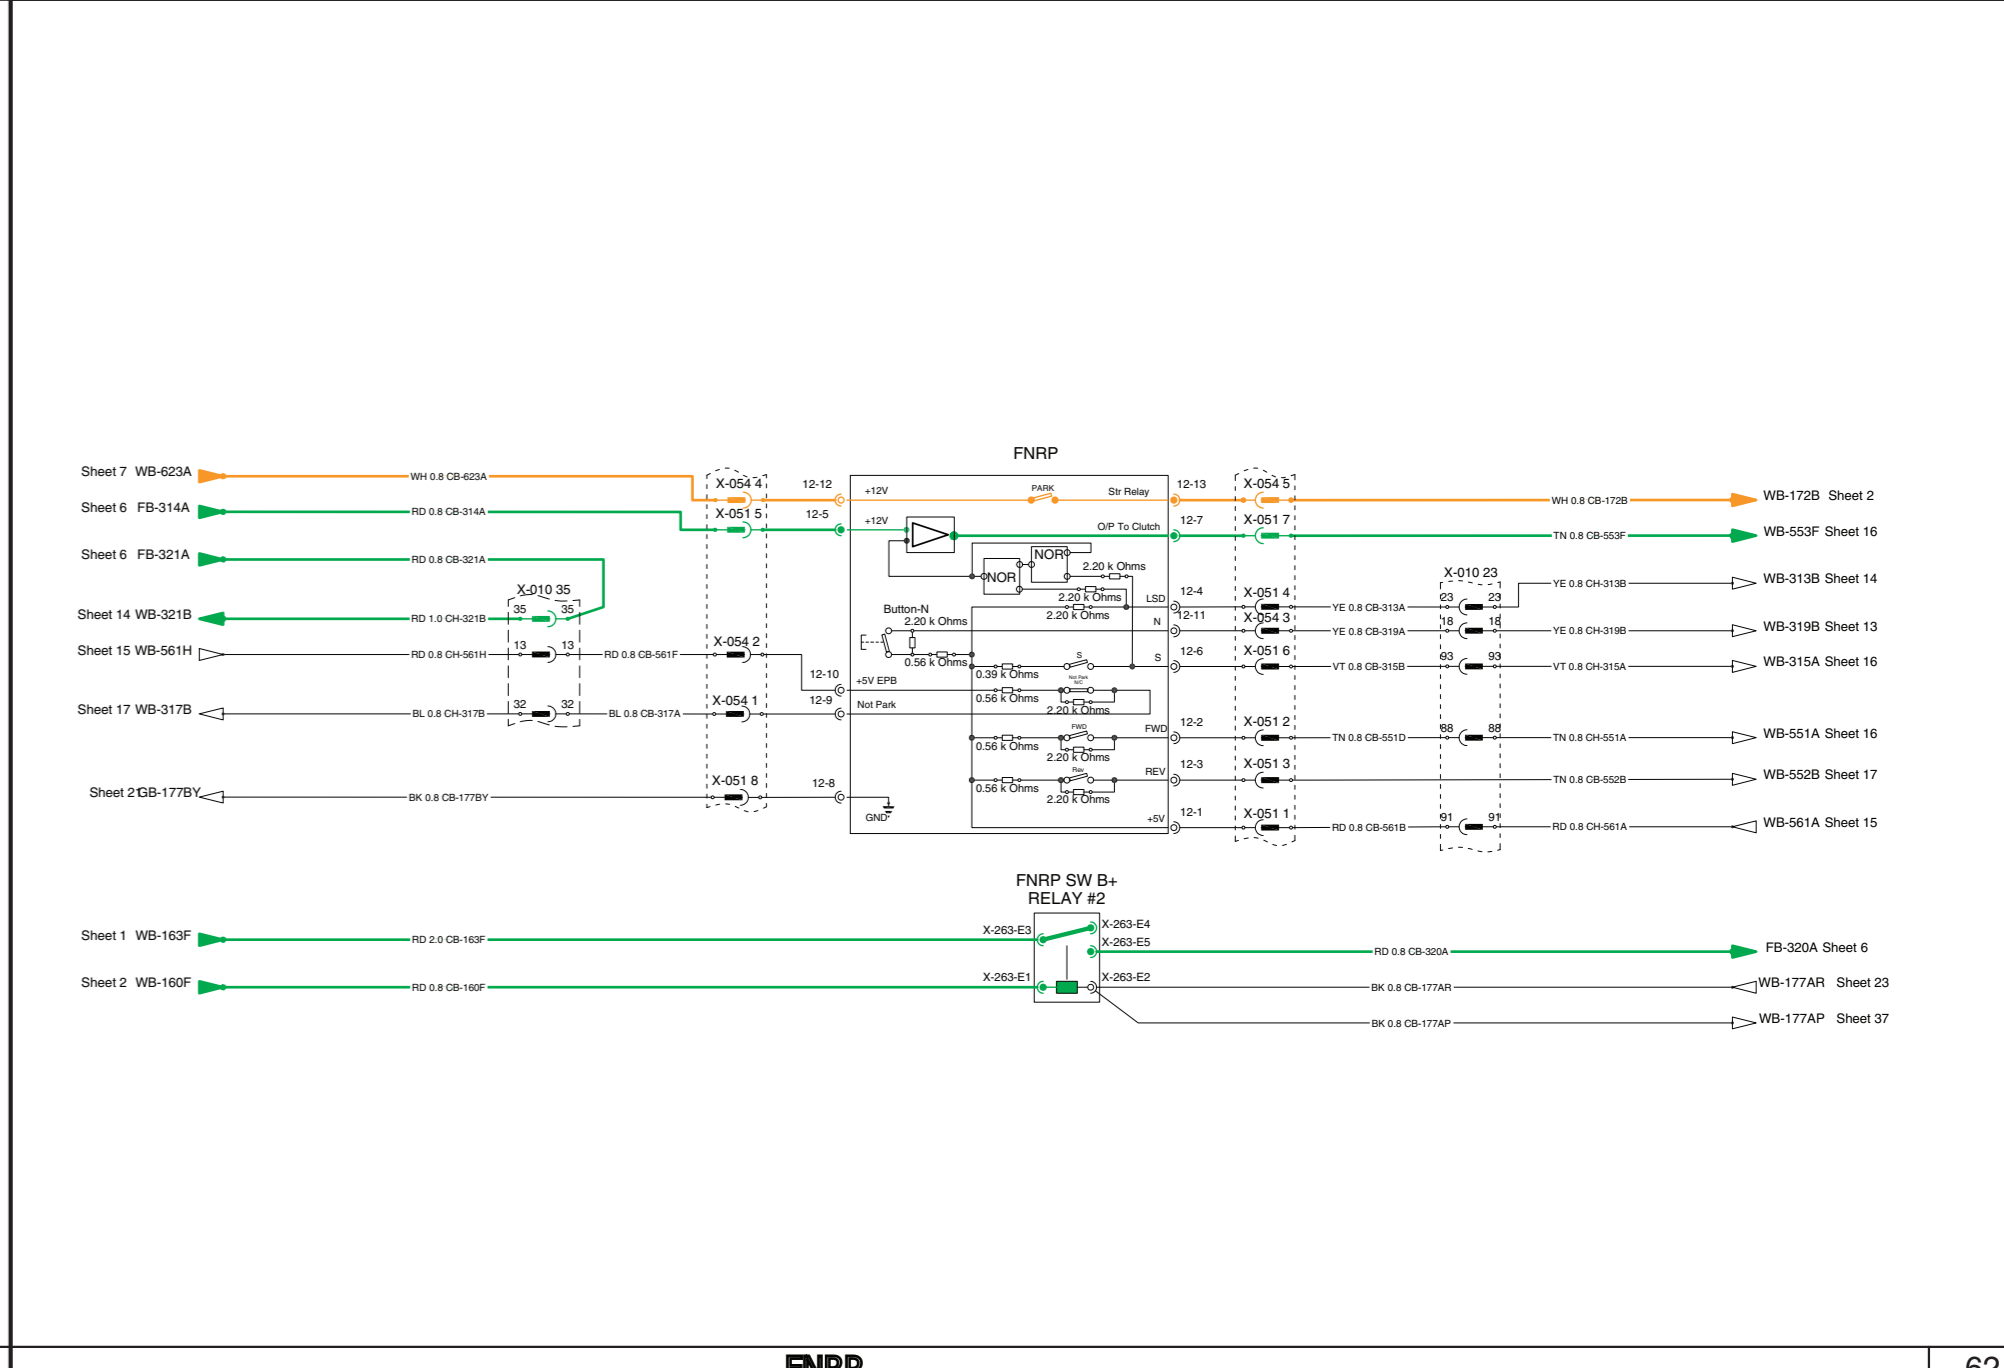 FNRP
Sheet 7 WB-623A
WH 0.8 CB-623A
X-054 4
12-12
+12V
PARK
Str Relay
12-13
X-054 5
WH 0.8 CB-172B
WB-172B Sheet 2
Sheet 6 FB-314A
RD 0.8 CB-314A
X-051 5
12-5
+12V
O/P To Clutch
12-7
X-051 7
TN 0.8 CB-553F
WB-553F Sheet 16
Sheet 6 FB-321A
RD 0.8 CB-321A
NOR
NOR
2.20 k Ohms
2.20 k Ohms
2.20 k Ohms
X-010 35
35 35
Sheet 14 WB-321B
RD 1.0 CH-321B
LSD
12-4
X-051 4
YE 0.8 CB-313A
X-010 23
23 23
YE 0.8 CH-313B
WB-313B Sheet 14
Button-N
2.20 k Ohms
0.56 k Ohms
N
12-11
X-054 3
YE 0.8 CB-319A
18 18
YE 0.8 CH-319B
WB-319B Sheet 13
Sheet 15 WB-561H
RD 0.8 CH-561H
13 13
RD 0.8 CB-561F
X-054 2
12-10
+5V EPB
0.39 k Ohms
S
S
12-6
X-051 6
VT 0.8 CB-315B
93 93
VT 0.8 CH-315A
WB-315A Sheet 16
0.56 k Ohms
Not Park
N/C
2.20 k Ohms
Sheet 17 WB-317B
BL 0.8 CH-317B
32 32
BL 0.8 CB-317A
X-054 1
12-9
Not Park
0.56 k Ohms
FWD
2.20 k Ohms
FWD
12-2
X-051 2
TN 0.8 CB-551D
88 88
TN 0.8 CH-551A
WB-551A Sheet 16
0.56 k Ohms
Rev
2.20 k Ohms
REV
12-3
X-051 3
TN 0.8 CB-552B
WB-552B Sheet 17
Sheet 21 GB-177BY
BK 0.8 CB-177BY
X-051 8
12-8
GND
+5V
12-1
X-051 1
RD 0.8 CB-561B
91 91
RD 0.8 CH-561A
WB-561A Sheet 15
FNRP SW B+
RELAY #2
Sheet 1 WB-163F
RD 2.0 CB-163F
X-263-E3
X-263-E4
X-263-E5
RD 0.8 CB-320A
FB-320A Sheet 6
Sheet 2 WB-160F
RD 0.8 CB-160F
X-263-E1
X-263-E2
BK 0.8 CB-177AR
WB-177AR Sheet 23
BK 0.8 CB-177AP
WB-177AP Sheet 37
FNRP